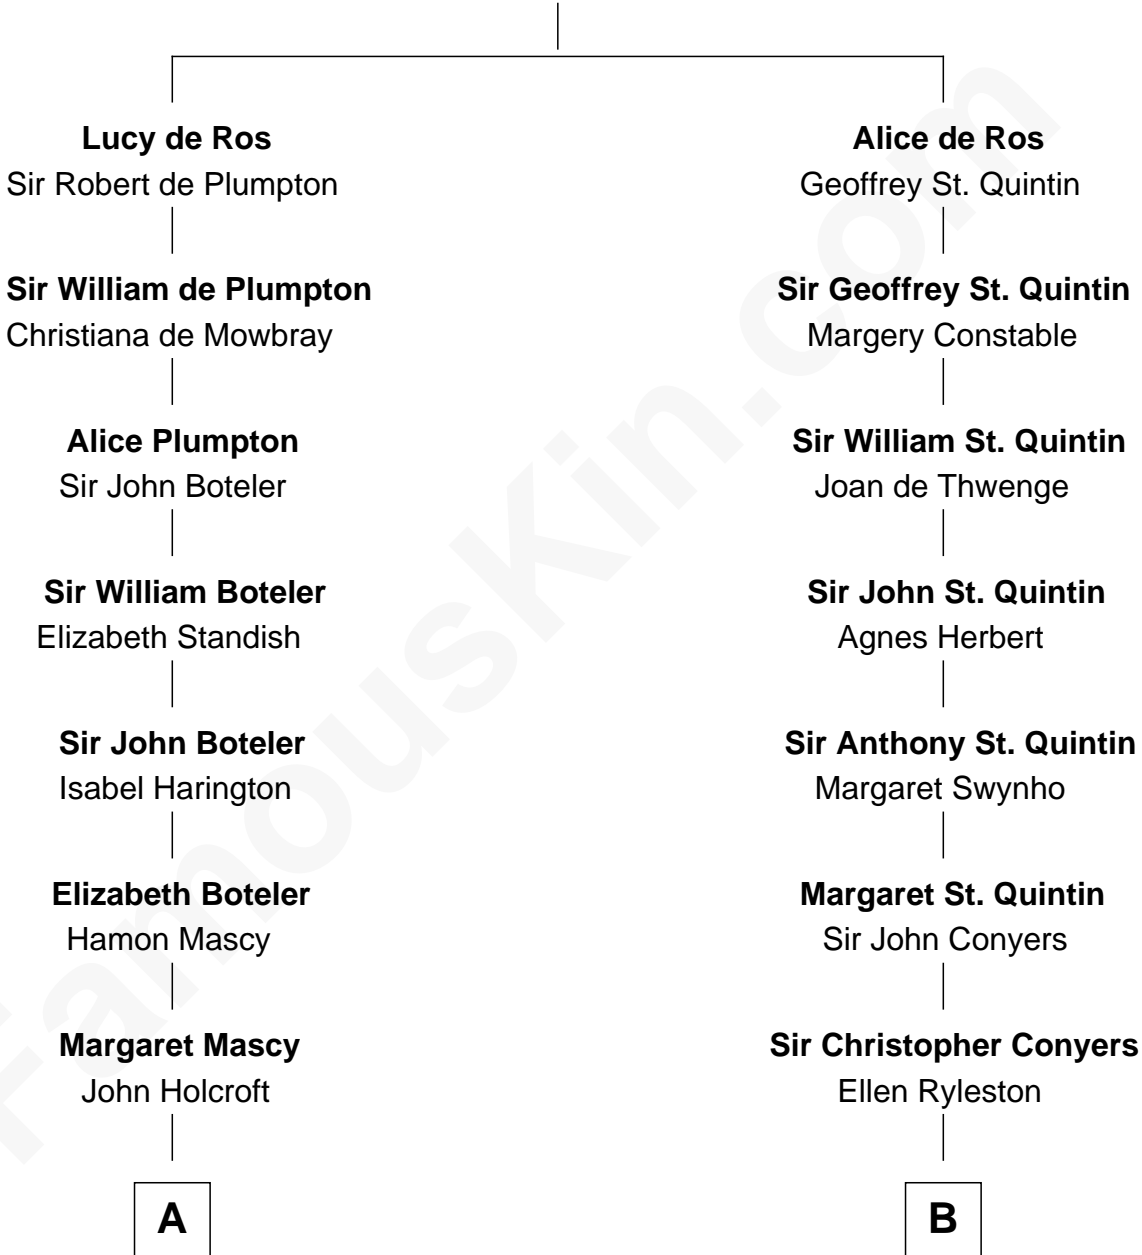 Lucy de Ros
Sir Robert de Plumpton
Sir William de Plumpton
Christiana de Mowbray
Alice Plumpton
Sir John Boteler
Sir William Boteler
Elizabeth Standish
Sir John Boteler
Isabel Harington
Elizabeth Boteler
Hamon Mascy
Margaret Mascy
John Holcroft
A
Alice de Ros
Geoffrey St. Quintin
Sir Geoffrey St. Quintin
Margery Constable
Sir William St. Quintin
Joan de Thwenge
Sir John St. Quintin
Agnes Herbert
Sir Anthony St. Quintin
Margaret Swynho
Margaret St. Quintin
Sir John Conyers
Sir Christopher Conyers
Ellen Ryleston
B
FamousKin.com